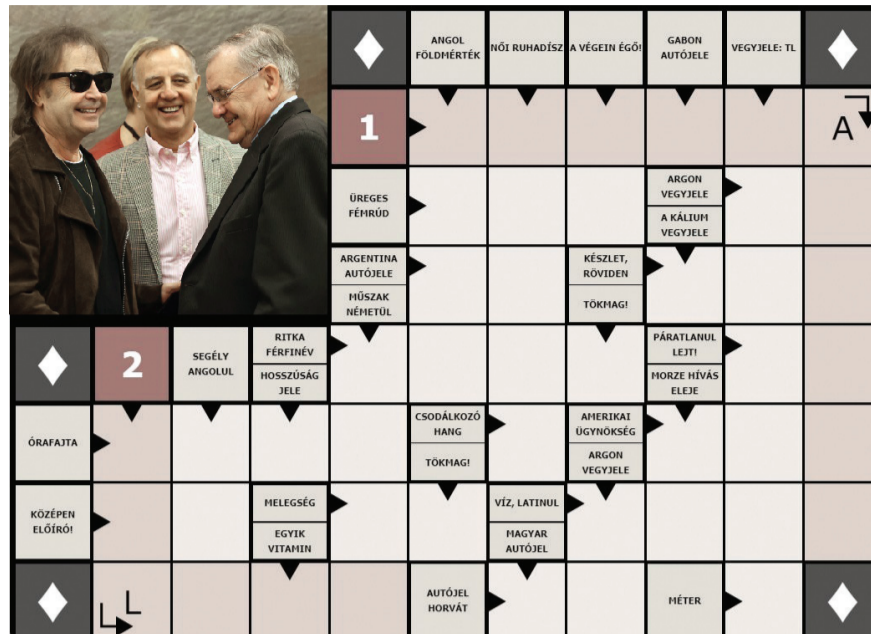 ANGOL
FÖLDMÉRTÉK
NŐI RUHADÍSZ
A VÉGEIN ÉGŐ!
GABON
AUTÓJELE
VEGYJELE: TL
1
A
ÜREGES
FÉMRÚD
ARGON
VEGYJELE
A KÁLIUM
VEGYJELE
ARGENTINA
AUTÓJELE
MŰSZAK
NÉMETÜL
KÉSZLET,
RÖVIDEN
TÖKMAG!
2
SEGÉLY
ANGOLUL
RITKA
FÉRFINÉV
HOSSZÚSÁG
JELE
PÁRATLANUL
LEJT!
MORZE HÍVÁS
ELEJE
ÓRAFAJTA
CSODÁLKOZÓ
HANG
TÖKMAG!
AMERIKAI
ÜGYNÖKSÉG
ARGON
VEGYJELE
KÖZÉPEN
ELŐÍRÓ!
MELEGSÉG
EGYIK
VITAMIN
VÍZ, LATINUL
MAGYAR
AUTÓJEL
L
AUTÓJEL
HORVÁT
MÉTER